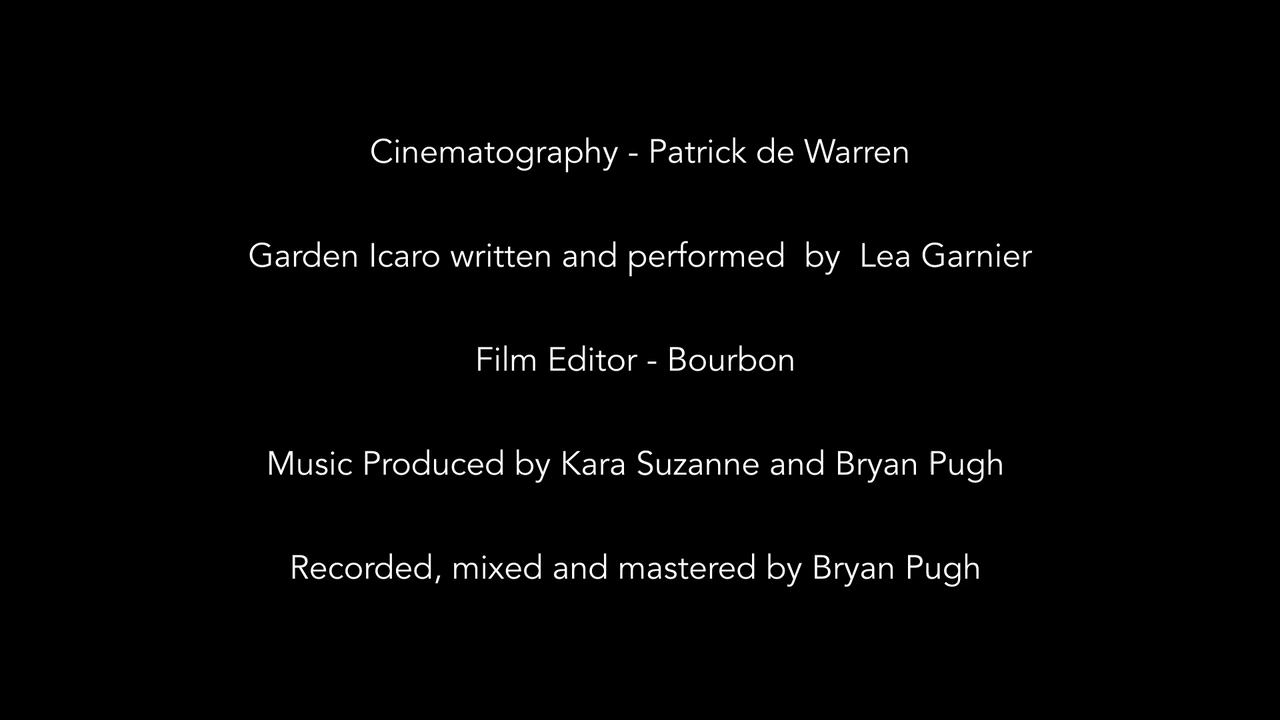 Cinematography - Patrick de Warren
Garden Icaro written and performed  by  Lea Garnier
Film Editor - Bourbon
Music Produced by Kara Suzanne and Bryan Pugh
Recorded, mixed and mastered by Bryan Pugh